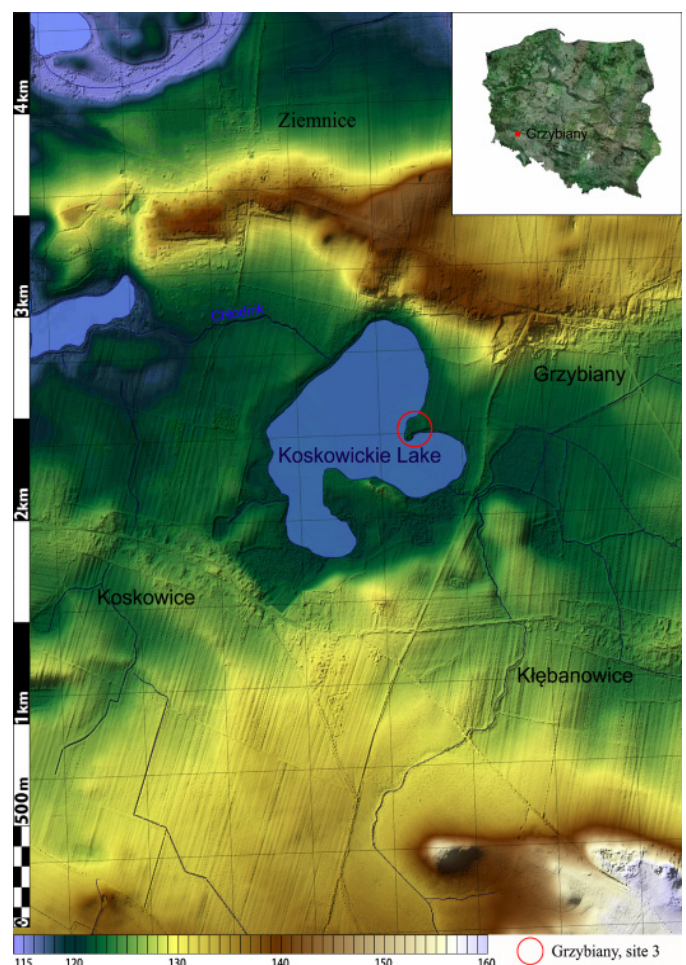 4km
Ziemnice
Grzybiany
3km
Chłodnik
Grzybiany
Koskowickie Lake
2km
Koskowice
Kłębanowice
1km
500m
0
115 120 130 140 150 160
Grzybiany, site 3